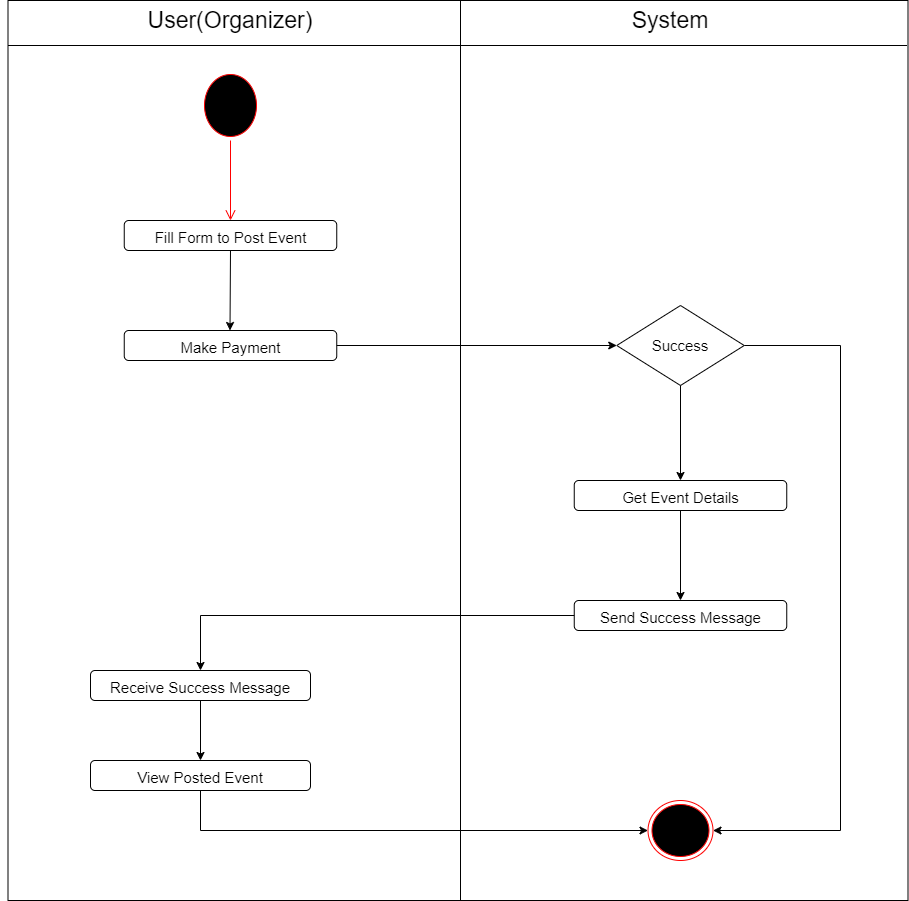 User(Organizer)
System
Fill Form to Post Event
Make Payment
Success
Get Event Details
Send Success Message
Receive Success Message
View Posted Event